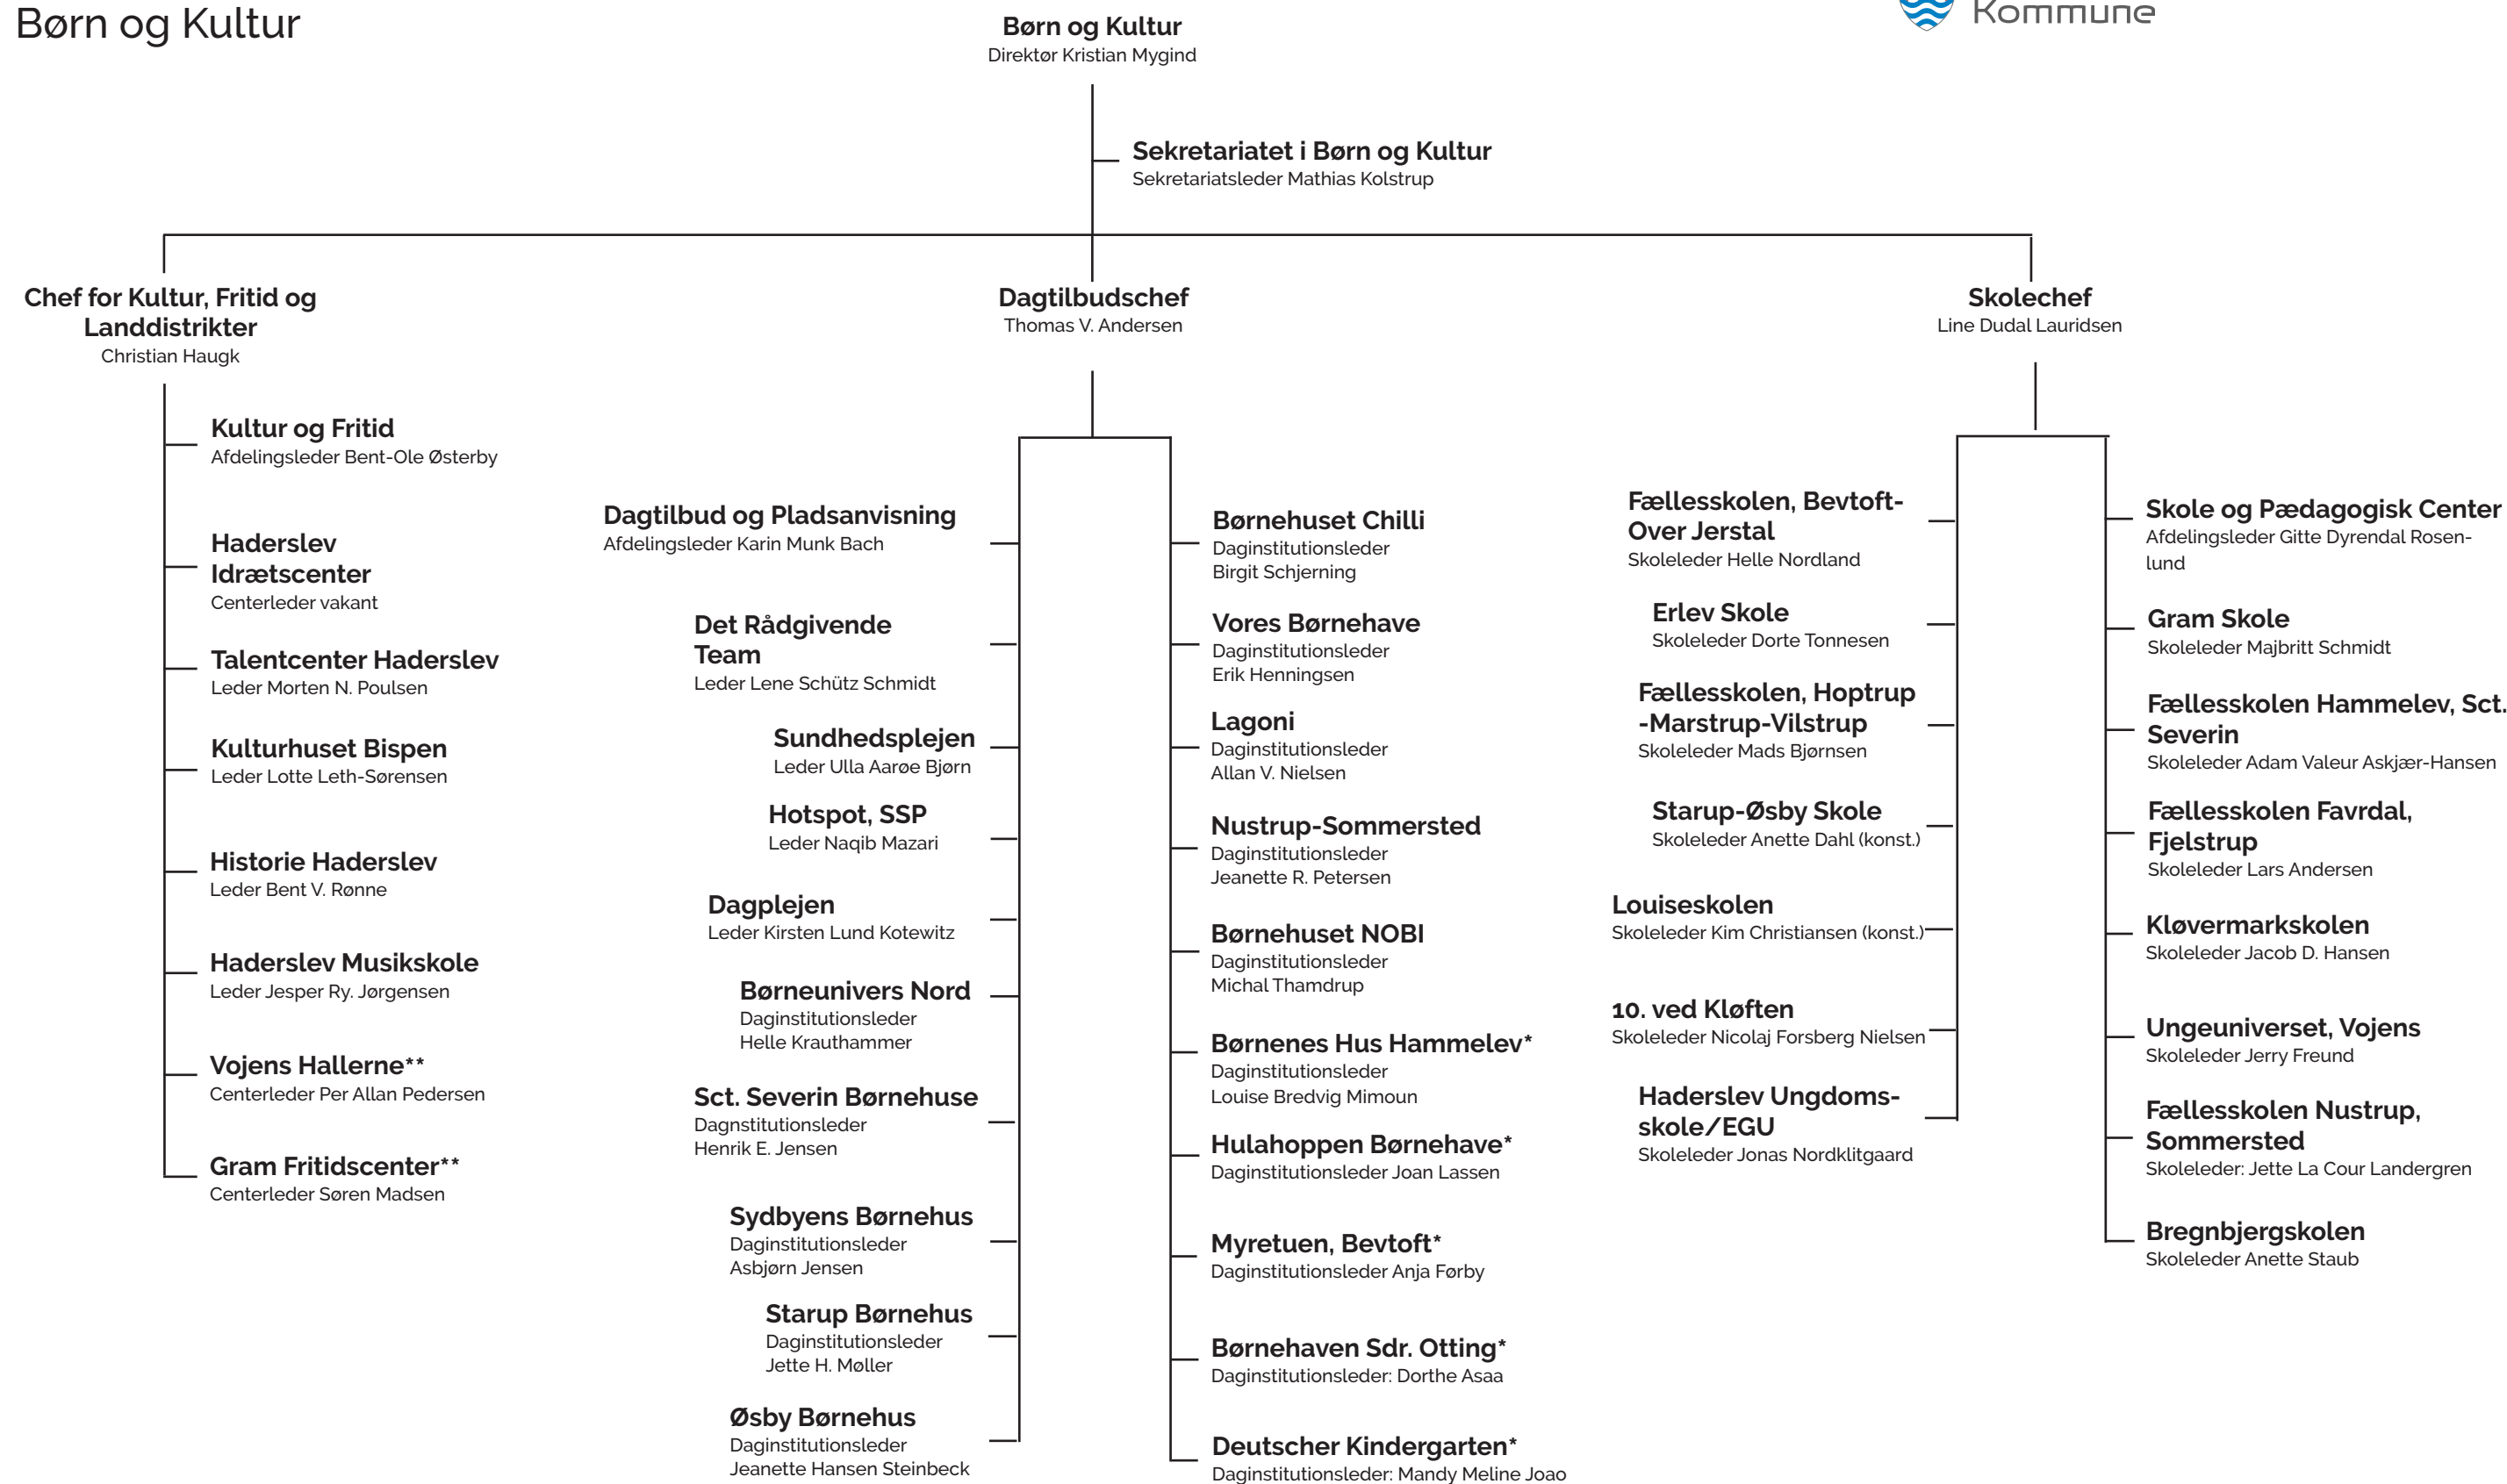 Børn og Kultur
Kommune
Børn og Kultur
Direktør Kristian Mygind
Sekretariatet i Børn og Kultur
Sekretariatsleder Mathias Kolstrup
Chef for Kultur, Fritid og
Landdistrikter
Christian Haugk
Kultur og Fritid
Afdelingsleder Bent-Ole Østerby
Haderslev
Idrætscenter
Centerleder vakant
Talentcenter Haderslev
Leder Morten N. Poulsen
Kulturhuset Bispen
Leder Lotte Leth-Sørensen
Historie Haderslev
Leder Bent V. Rønne
Haderslev Musikskole
Leder Jesper Ry. Jørgensen
Vojens Hallerne**
Centerleder Per Allan Pedersen
Gram Fritidscenter**
Centerleder Søren Madsen
Dagtilbudschef
Thomas V. Andersen
Dagtilbud og Pladsanvisning
Afdelingsleder Karin Munk Bach
Det Rådgivende
Team
Leder Lene Schütz Schmidt
Sundhedsplejen
Leder Ulla Aarøe Bjørn
Hotspot, SSP
Leder Naqib Mazari
Dagplejen
Leder Kirsten Lund Kotewitz
Børneunivers Nord
Daginstitutionsleder
Helle Krauthammer
Sct. Severin Børnehuse
Dagnstitutionsleder
Henrik E. Jensen
Sydbyens Børnehus
Daginstitutionsleder
Asbjørn Jensen
Starup Børnehus
Daginstitutionsleder
Jette H. Møller
Øsby Børnehus
Daginstitutionsleder
Jeanette Hansen Steinbeck
Børnehuset Chilli
Daginstitutionsleder
Birgit Schjerning
Vores Børnehave
Daginstitutionsleder
Erik Henningsen
Lagoni
Daginstitutionsleder
Allan V. Nielsen
Nustrup-Sommersted
Daginstitutionsleder
Jeanette R. Petersen
Børnehuset NOBI
Daginstitutionsleder
Michal Thamdrup
Børnenes Hus Hammelev*
Daginstitutionsleder
Louise Bredvig Mimoun
Hulahoppen Børnehave*
Daginstitutionsleder Joan Lassen
Myretuen, Bevtoft*
Daginstitutionsleder Anja Førby
Børnehaven Sdr. Otting*
Daginstitutionsleder: Dorthe Asaa
Deutscher Kindergarten*
Daginstitutionsleder: Mandy Meline Joao
Skolechef
Line Dudal Lauridsen
Fællesskolen, Bevtoft-
Over Jerstal
Skoleleder Helle Nordland
Erlev Skole
Skoleleder Dorte Tonnesen
Fællesskolen, Hoptrup
-Marstrup-Vilstrup
Skoleleder Mads Bjørnsen
Starup-Øsby Skole
Skoleleder Anette Dahl (konst.)
Louiseskolen
Skoleleder Kim Christiansen (konst.)
10. ved Kløften
Skoleleder Nicolaj Forsberg Nielsen
Haderslev Ungdoms-
skole/EGU
Skoleleder Jonas Nordklitgaard
Skole og Pædagogisk Center
Afdelingsleder Gitte Dyrendal Rosen-
lund
Gram Skole
Skoleleder Majbritt Schmidt
Fællesskolen Hammelev, Sct.
Severin
Skoleleder Adam Valeur Askjær-Hansen
Fællesskolen Favrdal,
Fjelstrup
Skoleleder Lars Andersen
Kløvermarkskolen
Skoleleder Jacob D. Hansen
Ungeuniverset, Vojens
Skoleleder Jerry Freund
Fællesskolen Nustrup,
Sommersted
Skoleleder: Jette La Cour Landergren
Bregnbjergskolen
Skoleleder Anette Staub